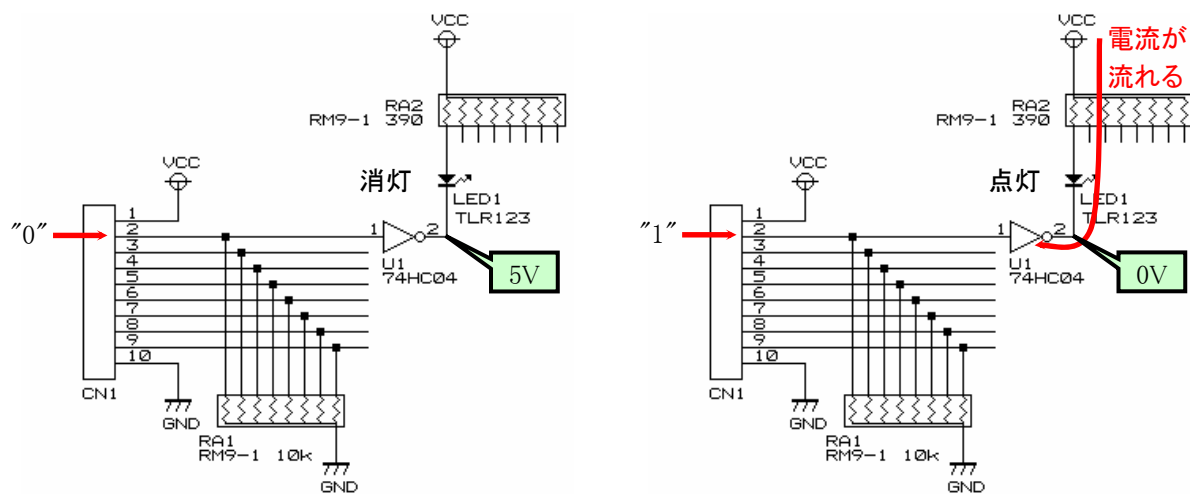 VCC
RA2
RM9-1 390
消灯
LED1
TLR123
VCC
"0"
1
2
3
4
5
6
7
8
9
10
1
2
U1
74HC04
5V
CN1
GND
RA1
RM9-1 10k
GND
VCC
電流が
流れる
RA2
RM9-1 390
点灯
LED1
TLR123
VCC
"1"
1
2
3
4
5
6
7
8
9
10
1
2
U1
74HC04
0V
CN1
GND
RA1
RM9-1 10k
GND